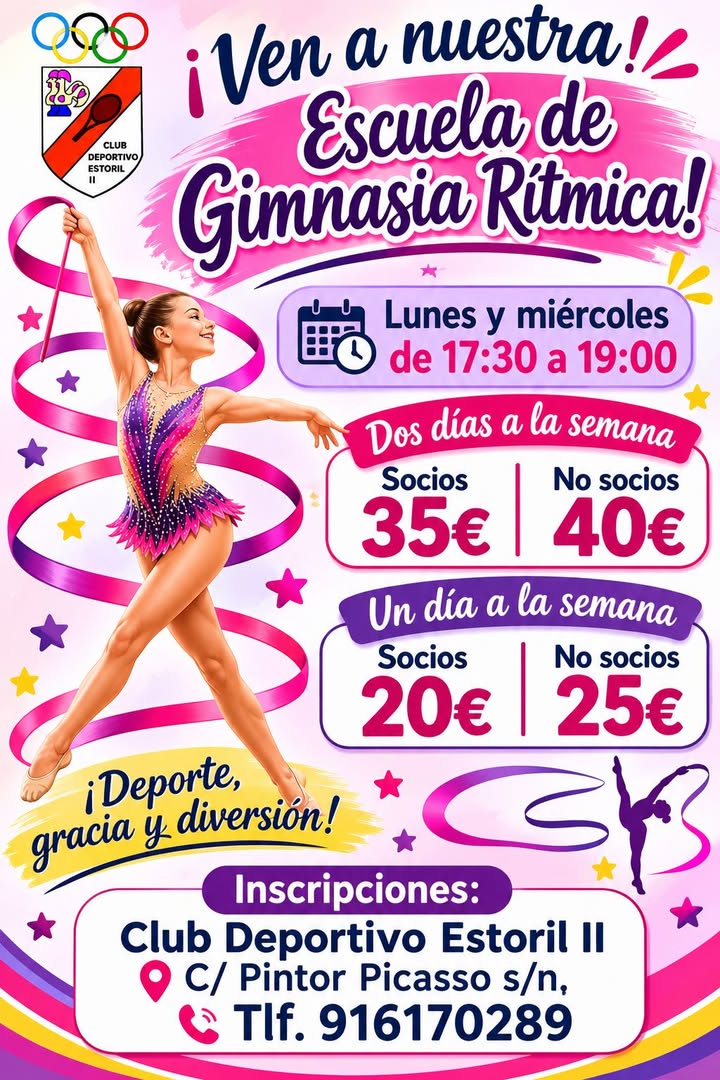 ¡Ven a nuestra!
Escuela de
Gimnasia Rítmica!
CLUB
DEPORTIVO
ESTORIL
II
Lunes y miércoles
de 17:30 a 19:00
Dos días a la semana
Socios
35€
No socios
40€
Un día a la semana
Socios
20€
No socios
25€
¡Deporte,
gracia y diversión!
Inscripciones:
Club Deportivo Estoril II
C/ Pintor Picasso s/n,
Tlf. 916170289